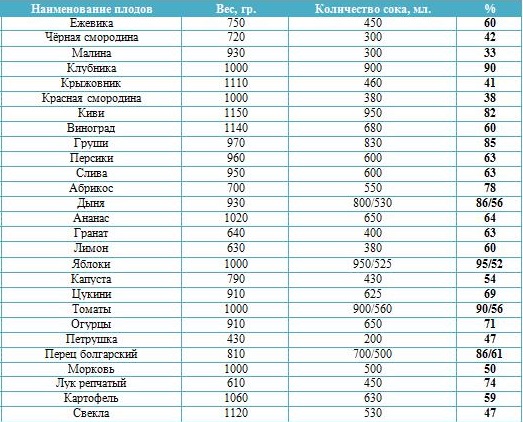 Наименование плодов Вес, гр. Количество сока, мл. %
Ежевика 750 450 60
Чёрная смородина 720 300 42
Малина 930 300 33
Клубника 1000 900 90
Крыжовник 1110 460 41
Красная смородина 1000 380 38
Киви 1150 950 82
Виноград 1140 680 60
Груши 970 830 85
Персики 960 600 63
Слива 950 600 63
Абрикос 700 550 78
Дыня 930 800/530 86/56
Ананас 1020 650 64
Гранат 640 400 63
Лимон 630 380 60
Яблоки 1000 950/525 95/52
Капуста 790 430 54
Цукини 910 625 69
Томаты 1000 900/560 90/56
Огурцы 910 650 71
Петрушка 430 200 47
Перец болгарский 810 700/500 86/61
Морковь 1000 500 50
Лук репчатый 610 450 74
Картофель 1060 630 59
Свекла 1120 530 47